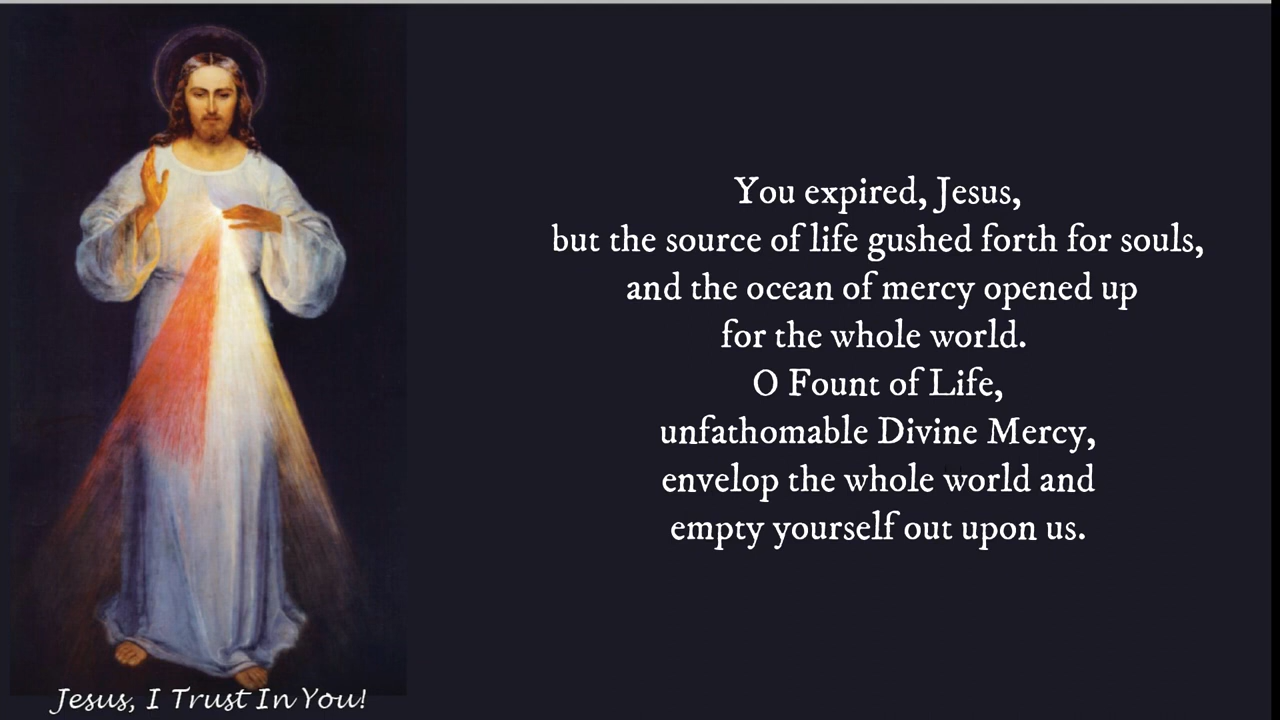 You expired, Jesus,
but the source of life gushed forth for souls,
and the ocean of mercy opened up
for the whole world.
O Fount of Life,
unfathomable Divine Mercy,
envelop the whole world and
empty yourself out upon us.
Jesus, I Trust In You!